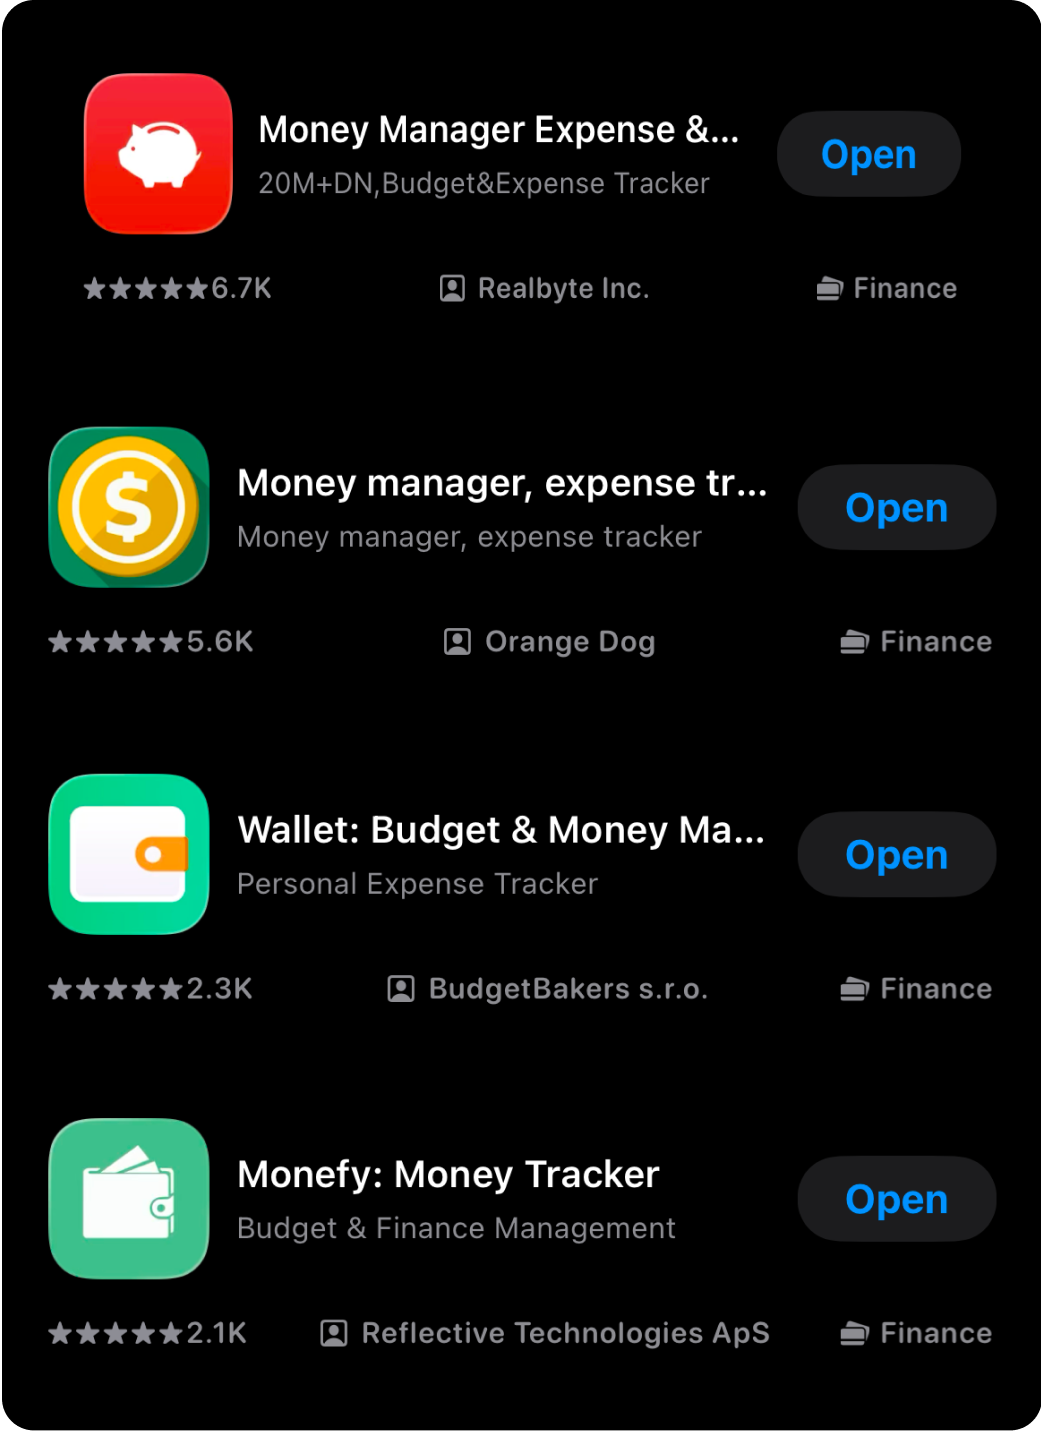 Money Manager Expense &...
Open
20M+DN,Budget&Expense Tracker
★★★★★6.7K Realbyte Inc. Finance
$
Money manager, expense tr...
Open
Money manager, expense tracker
★★★★★5.6K Orange Dog Finance
Wallet: Budget & Money Ma...
Open
Personal Expense Tracker
★★★★★2.3K BudgetBakers s.r.o. Finance
Monefy: Money Tracker
Open
Budget & Finance Management
★★★★★2.1K Reflective Technologies ApS Finance